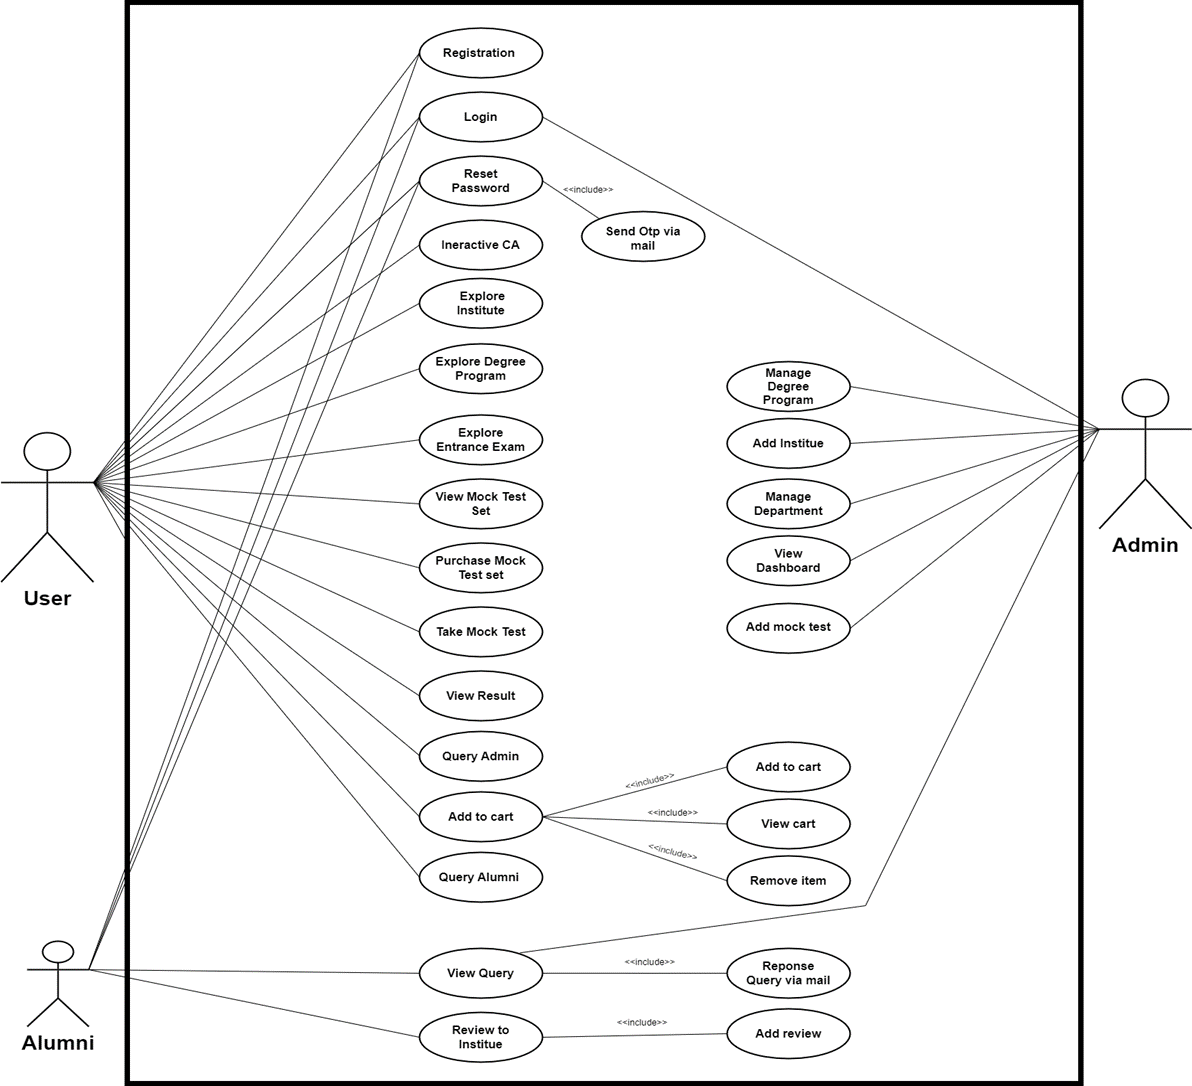 Registration
Login
Reset
Password
<<include>>
Send Otp via
mail
Ineractive CA
Explore
Institute
Explore Degree
Program
Explore
Entrance Exam
View Mock Test
Set
Purchase Mock
Test set
Take Mock Test
View Result
Query Admin
Add to cart
Query Alumni
View Query
Review to
Institue
Manage
Degree
Program
Add Institue
Manage
Department
View
Dashboard
Add mock test
<<include>>
Add to cart
<<include>>
View cart
<<include>>
Remove item
<<include>>
Reponse
Query via mail
<<include>>
Add review
User
Admin
Alumni